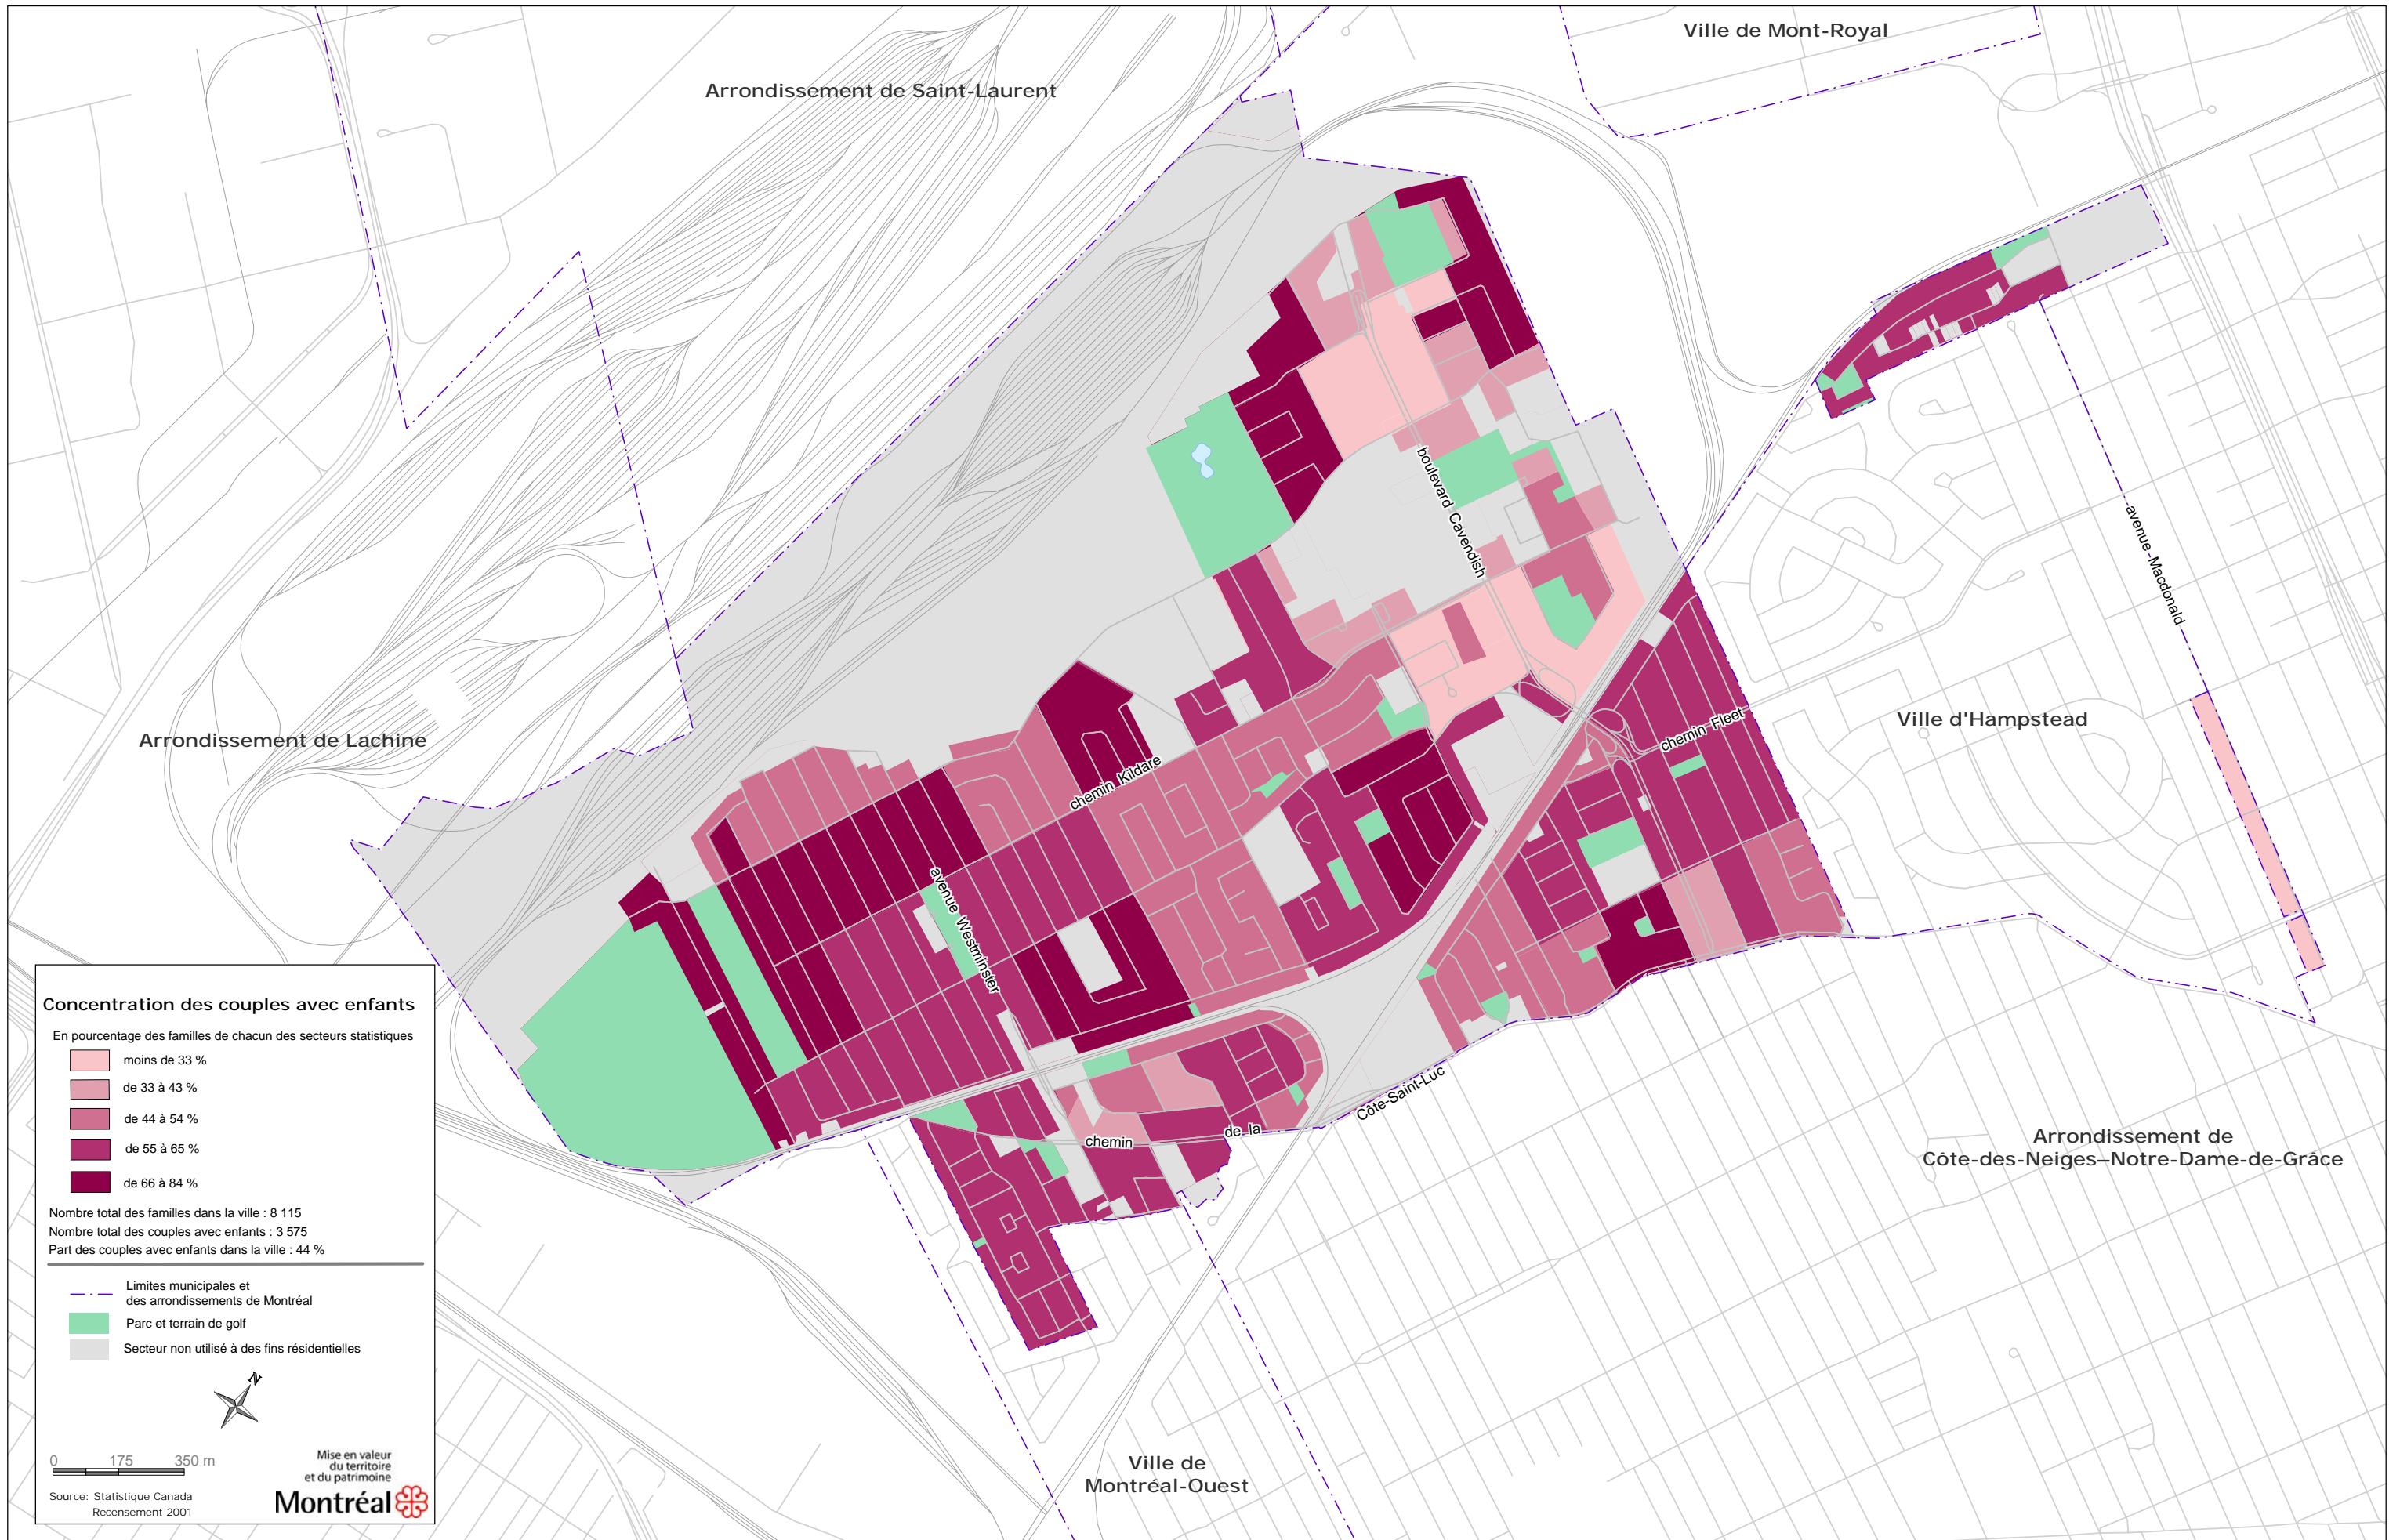 Ville de Mont-Royal
Arrondissement de Saint-Laurent
boulevard Cavendish
avenue Macdonald
Arrondissement de Lachine
Ville d'Hampstead
chemin Fleet
chemin Kildare
avenue Westminster
chemin de la Côte-Saint-Luc
Arrondissement de
Côte-des-Neiges–Notre-Dame-de-Grâce
Ville de
Montréal-Ouest
Concentration des couples avec enfants
En pourcentage des familles de chacun des secteurs statistiques
moins de 33 %
de 33 à 43 %
de 44 à 54 %
de 55 à 65 %
de 66 à 84 %
Nombre total des familles dans la ville : 8 115
Nombre total des couples avec enfants : 3 575
Part des couples avec enfants dans la ville : 44 %
Limites municipales et
des arrondissements de Montréal
Parc et terrain de golf
Secteur non utilisé à des fins résidentielles
N
0 175 350 m
Source: Statistique Canada
Recensement 2001
Mise en valeur
du territoire
et du patrimoine
Montréal